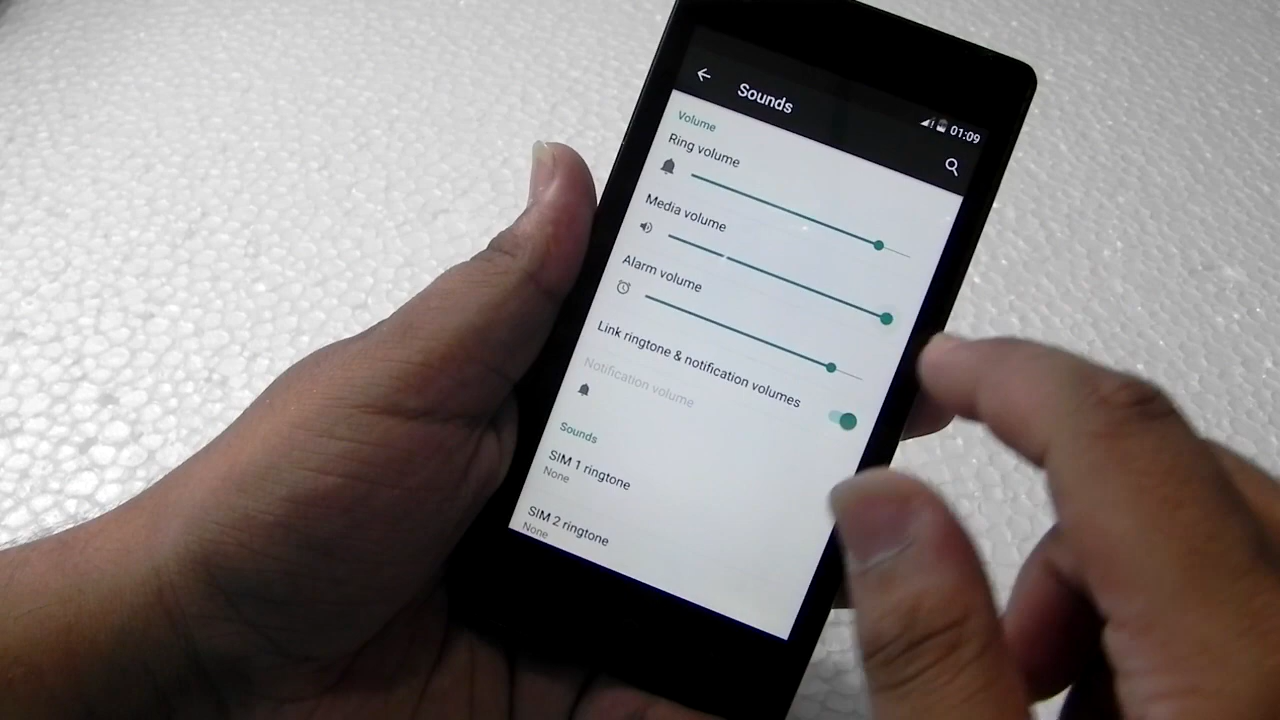 Sounds
01:09
Volume
Ring volume
Media volume
Alarm volume
Link ringtone & notification volumes
Notification volume
Sounds
SIM 1 ringtone
None
SIM 2 ringtone
None